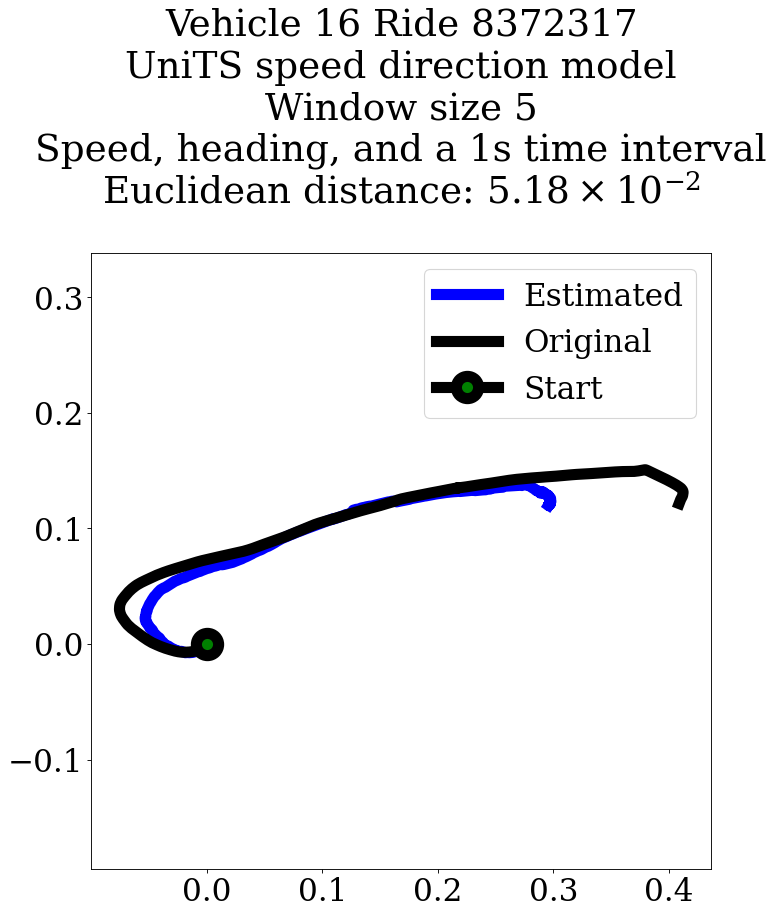 Vehicle 16 Ride 8372317
UniTS speed direction model
Window size 5
Speed, heading, and a 1s time interval
Euclidean distance: 5.18 × 10⁻²
Estimated
Original
Start
0.3
0.2
0.1
0.0
−0.1
0.0 0.1 0.2 0.3 0.4